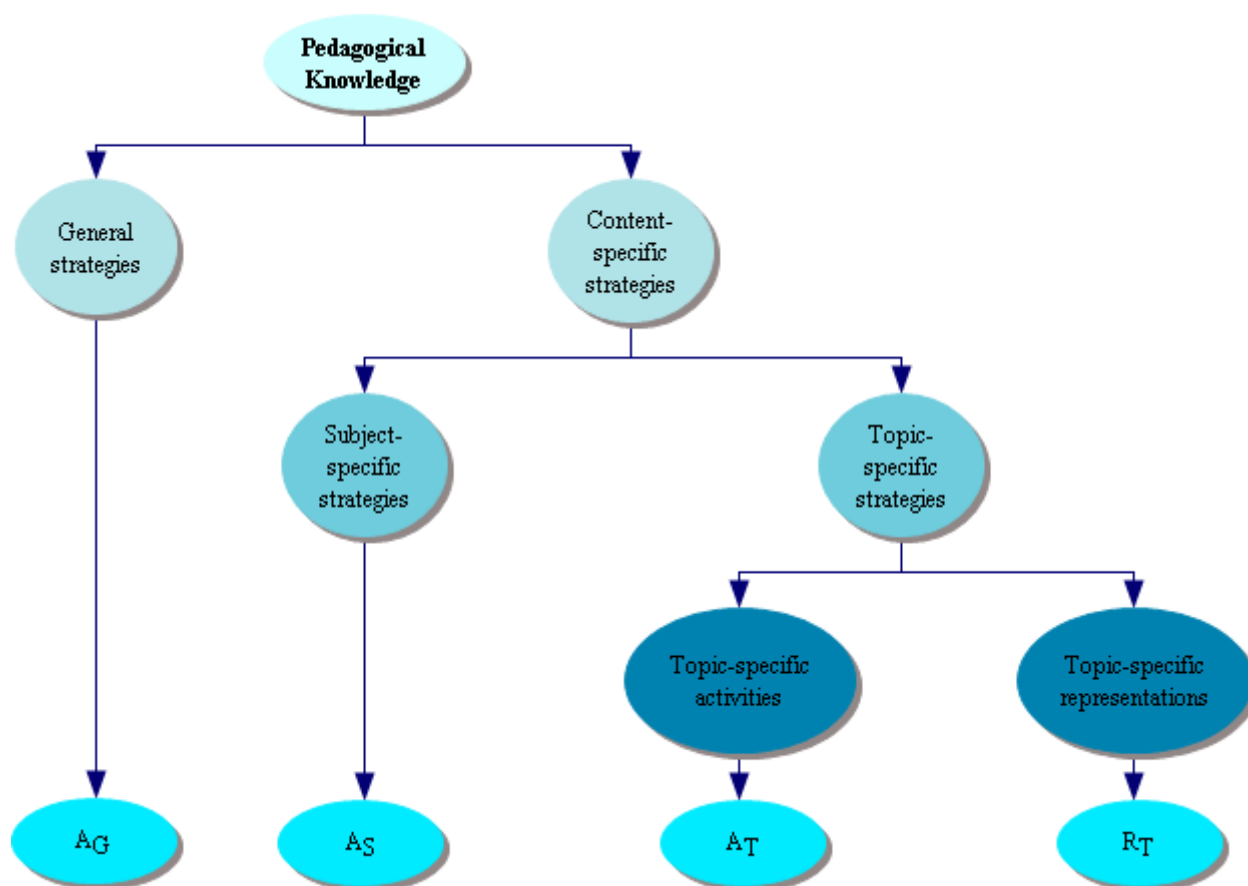 Pedagogical
Knowledge
General
strategies
Content-
specific
strategies
Subject-
specific
strategies
Topic-
specific
strategies
Topic-specific
activities
Topic-specific
representations
AG
AS
AT
RT